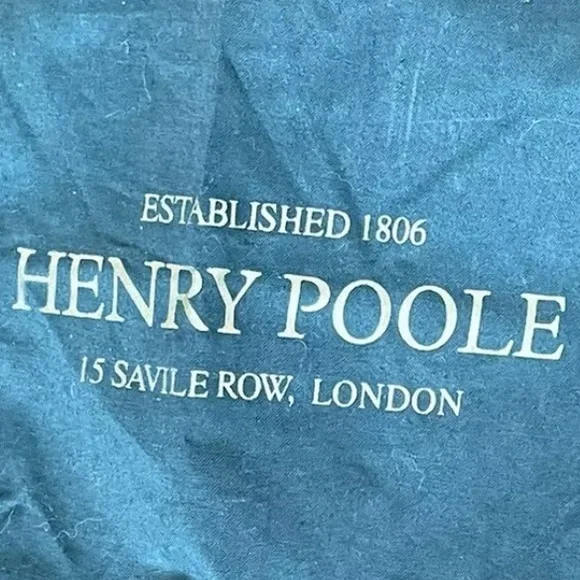 ESTABLISHED 1806
HENRY POOLE
15 SAVILE ROW, LONDON